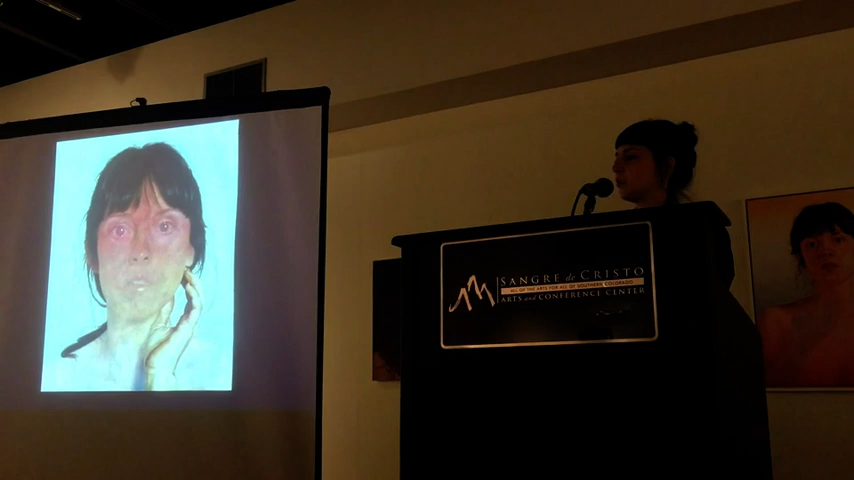 SANGRE de CRISTO
ALL OF THE ARTS FOR ALL OF SOUTHERN COLORADO
ARTS and CONFERENCE CENTER